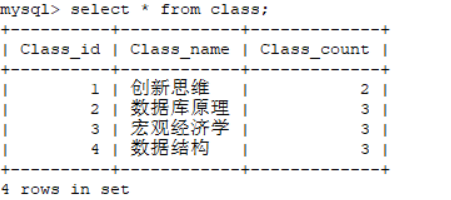 mysql> select * from class;
+----------+------------+-------------+
| Class_id | Class_name | Class_count |
+----------+------------+-------------+
| 1 | 创新思维 | 2 |
| 2 | 数据库原理 | 3 |
| 3 | 宏观经济学 | 3 |
| 4 | 数据结构 | 3 |
+----------+------------+-------------+
4 rows in set